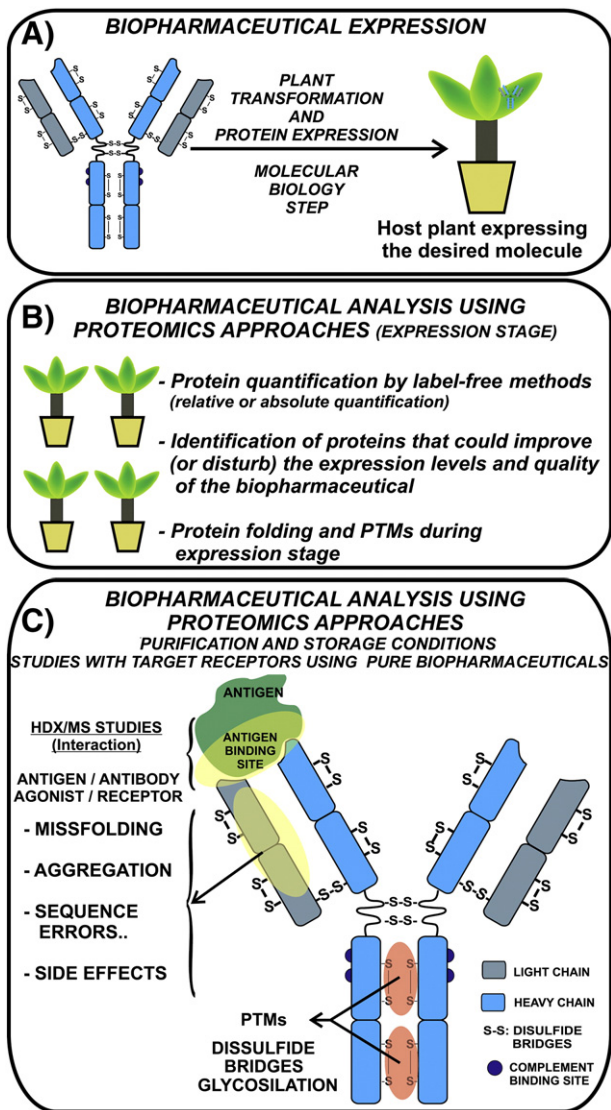 A)
BIOPHARMACEUTICAL EXPRESSION
PLANT
TRANSFORMATION
AND
PROTEIN EXPRESSION
MOLECULAR
BIOLOGY
STEP
Host plant expressing
the desired molecule
B)
BIOPHARMACEUTICAL ANALYSIS USING
PROTEOMICS APPROACHES (EXPRESSION STAGE)
- Protein quantification by label-free methods
(relative or absolute quantification)
- Identification of proteins that could improve
(or disturb) the expression levels and quality
of the biopharmaceutical
- Protein folding and PTMs during
expression stage
C)
BIOPHARMACEUTICAL ANALYSIS USING
PROTEOMICS APPROACHES
PURIFICATION AND STORAGE CONDITIONS
STUDIES WITH TARGET RECEPTORS USING PURE BIOPHARMACEUTICALS
ANTIGEN
ANTIGEN
BINDING
SITE
HDX/MS STUDIES
(Interaction)
ANTIGEN / ANTIBODY
AGONIST / RECEPTOR
- MISSFOLDING
- AGGREGATION
- SEQUENCE
ERRORS..
- SIDE EFFECTS
S-S
S-S
S-S
S-S
S-S
S-S
-S-S-
-S-S-
PTMs
DISSULFIDE
BRIDGES
GLYCOSILATION
LIGHT CHAIN
HEAVY CHAIN
S-S: DISULFIDE
BRIDGES
COMPLEMENT
BINDING SITE